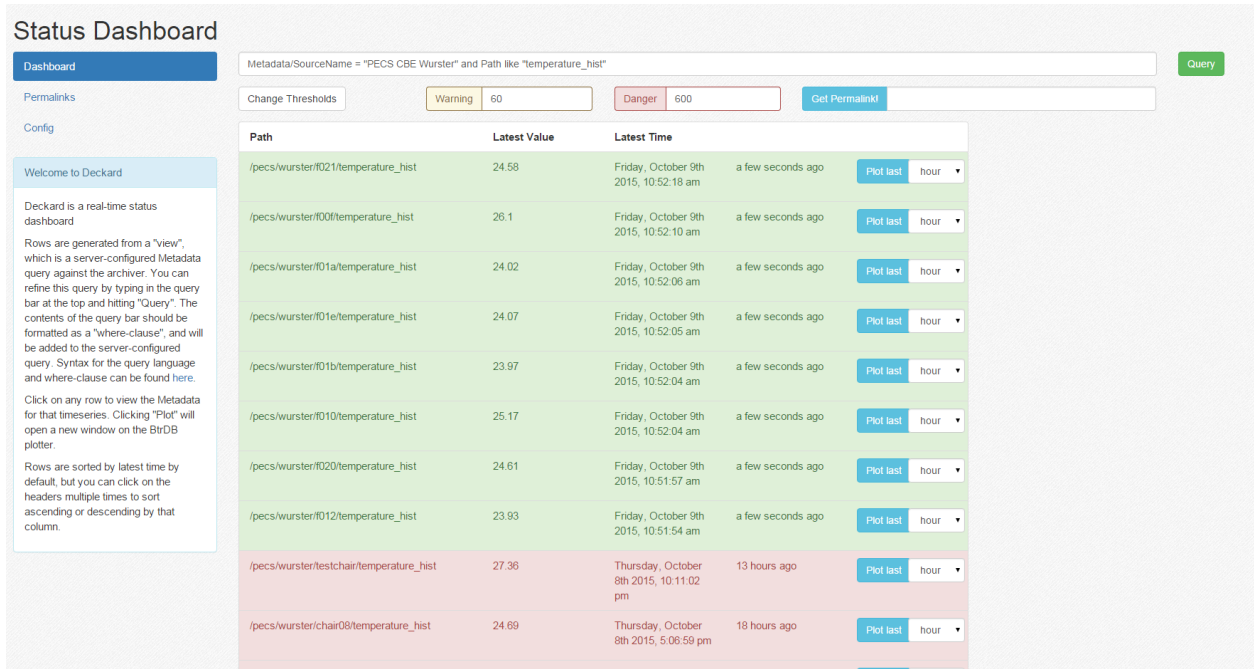 Status Dashboard
Dashboard
Permalinks
Config
Welcome to Deckard
Deckard is a real-time status
dashboard
Rows are generated from a "view",
which is a server-configured Metadata
query against the archiver. You can
refine this query by typing in the query
bar at the top and hitting "Query". The
contents of the query bar should be
formatted as a "where-clause", and will
be added to the server-configured
query. Syntax for the query language
and where-clause can be found here.
Click on any row to view the Metadata
for that timeseries. Clicking "Plot" will
open a new window on the BtrDB
plotter.
Rows are sorted by latest time by
default, but you can click on the
headers multiple times to sort
ascending or descending by that
column.
Metadata/SourceName = "PECS CBE Wurster" and Path like "temperature_hist" Query
Change Thresholds Warning 60 Danger 600 Get Permalink!
Path Latest Value Latest Time
/pecs/wurster/f021/temperature_hist 24.58 Friday, October 9th a few seconds ago Plot last hour
2015, 10:52:18 am
/pecs/wurster/f00f/temperature_hist 26.1 Friday, October 9th a few seconds ago Plot last hour
2015, 10:52:10 am
/pecs/wurster/f01a/temperature_hist 24.02 Friday, October 9th a few seconds ago Plot last hour
2015, 10:52:06 am
/pecs/wurster/f01e/temperature_hist 24.07 Friday, October 9th a few seconds ago Plot last hour
2015, 10:52:05 am
/pecs/wurster/f01b/temperature_hist 23.97 Friday, October 9th a few seconds ago Plot last hour
2015, 10:52:04 am
/pecs/wurster/f010/temperature_hist 25.17 Friday, October 9th a few seconds ago Plot last hour
2015, 10:52:04 am
/pecs/wurster/f020/temperature_hist 24.61 Friday, October 9th a few seconds ago Plot last hour
2015, 10:51:57 am
/pecs/wurster/f012/temperature_hist 23.93 Friday, October 9th a few seconds ago Plot last hour
2015, 10:51:54 am
/pecs/wurster/testchair/temperature_hist 27.36 Thursday, October 13 hours ago Plot last hour
8th 2015, 10:11:02
pm
/pecs/wurster/chair08/temperature_hist 24.69 Thursday, October 18 hours ago Plot last hour
8th 2015, 5:06:59 pm